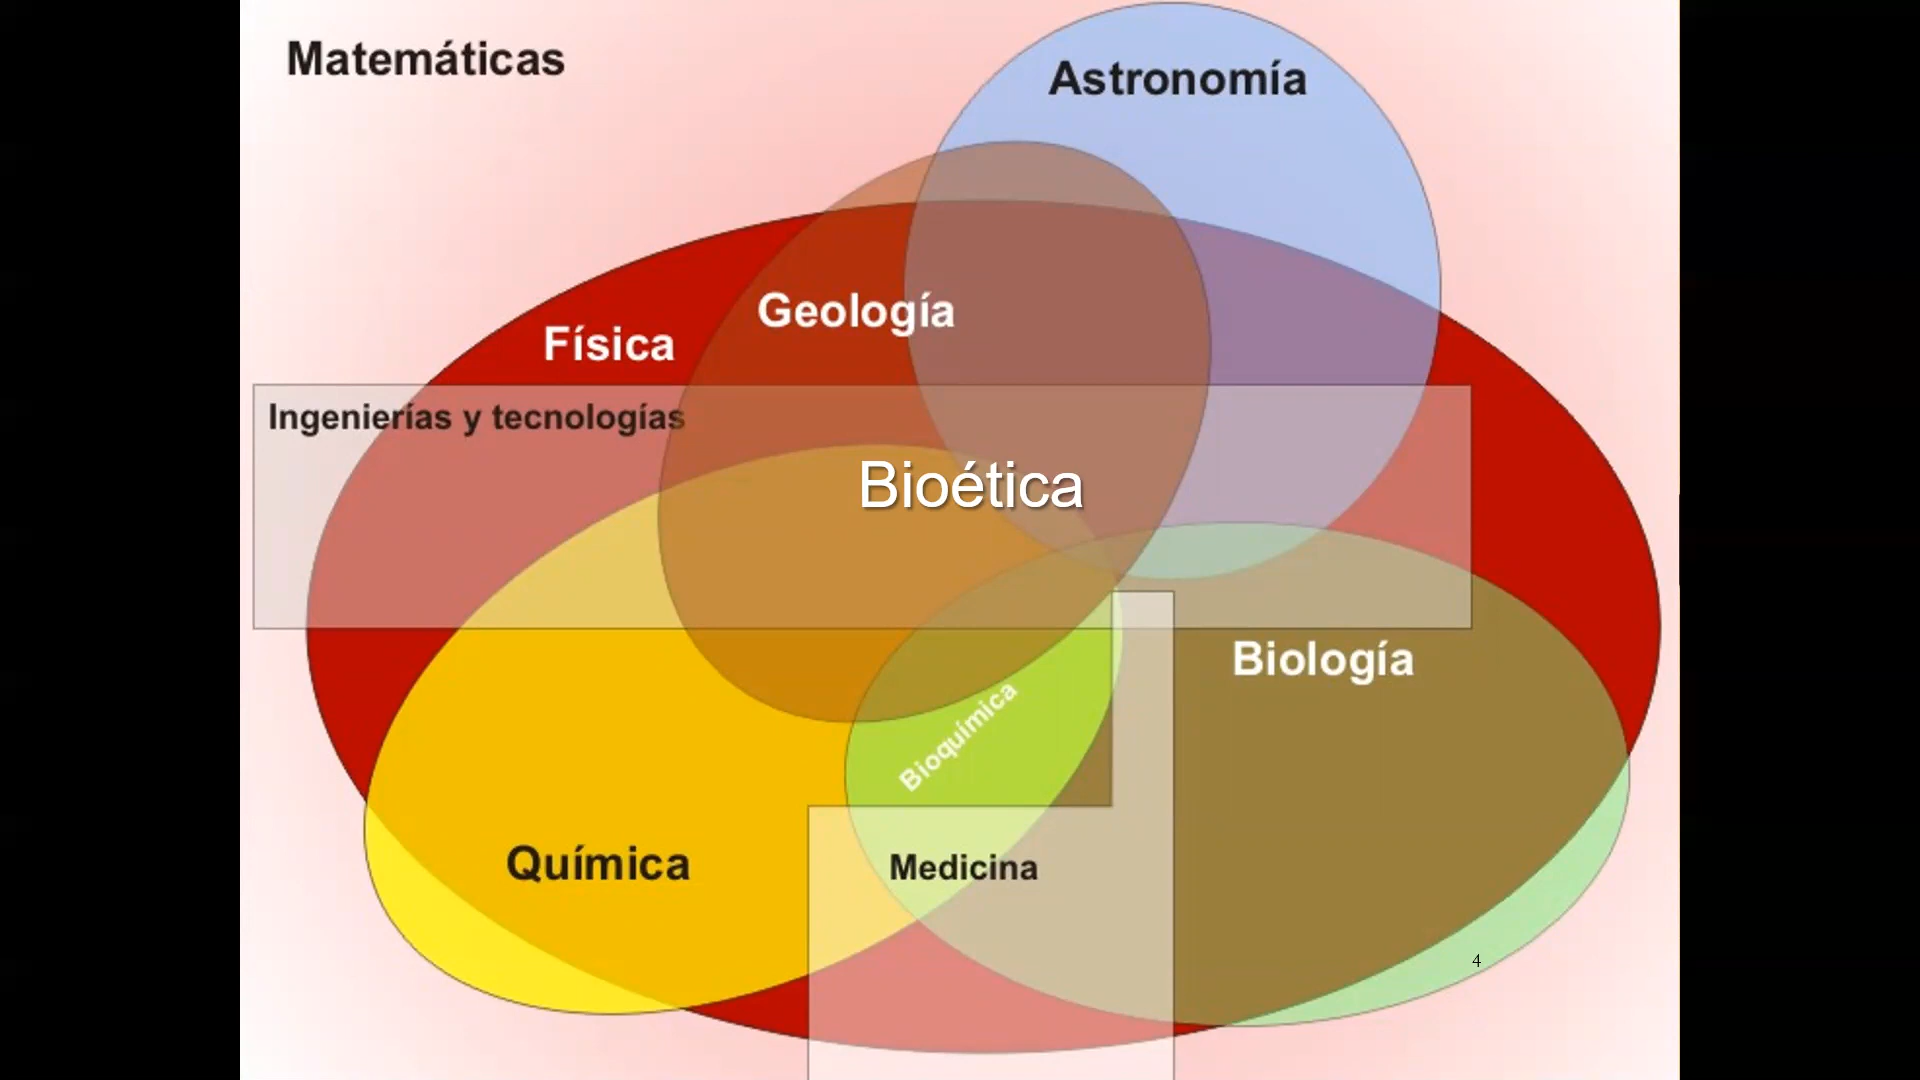 Matemáticas
Astronomía
Geología
Física
Ingenierías y tecnologías
Bioética
Biología
Bioquímica
Química
Medicina
4